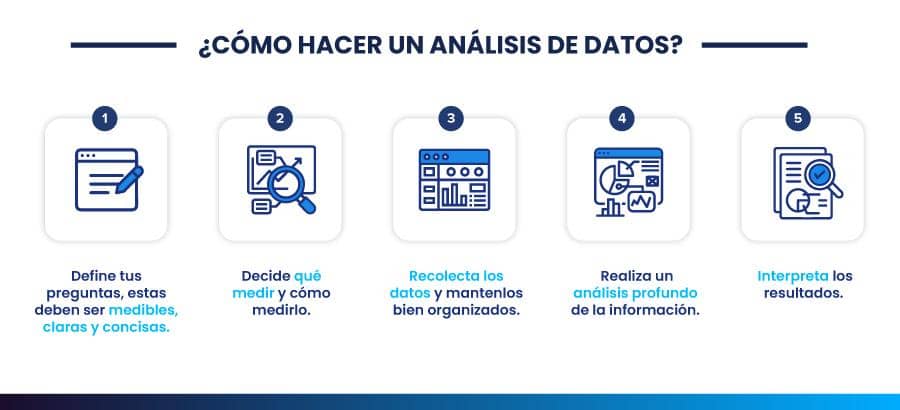 ¿CÓMO HACER UN ANÁLISIS DE DATOS?
1
Define tus
preguntas, estas
deben ser medibles,
claras y concisas.
2
Decide qué
medir y cómo
medirlo.
3
Recolecta los
datos y mantenlos
bien organizados.
4
Realiza un
análisis profundo
de la información.
5
Interpreta los
resultados.